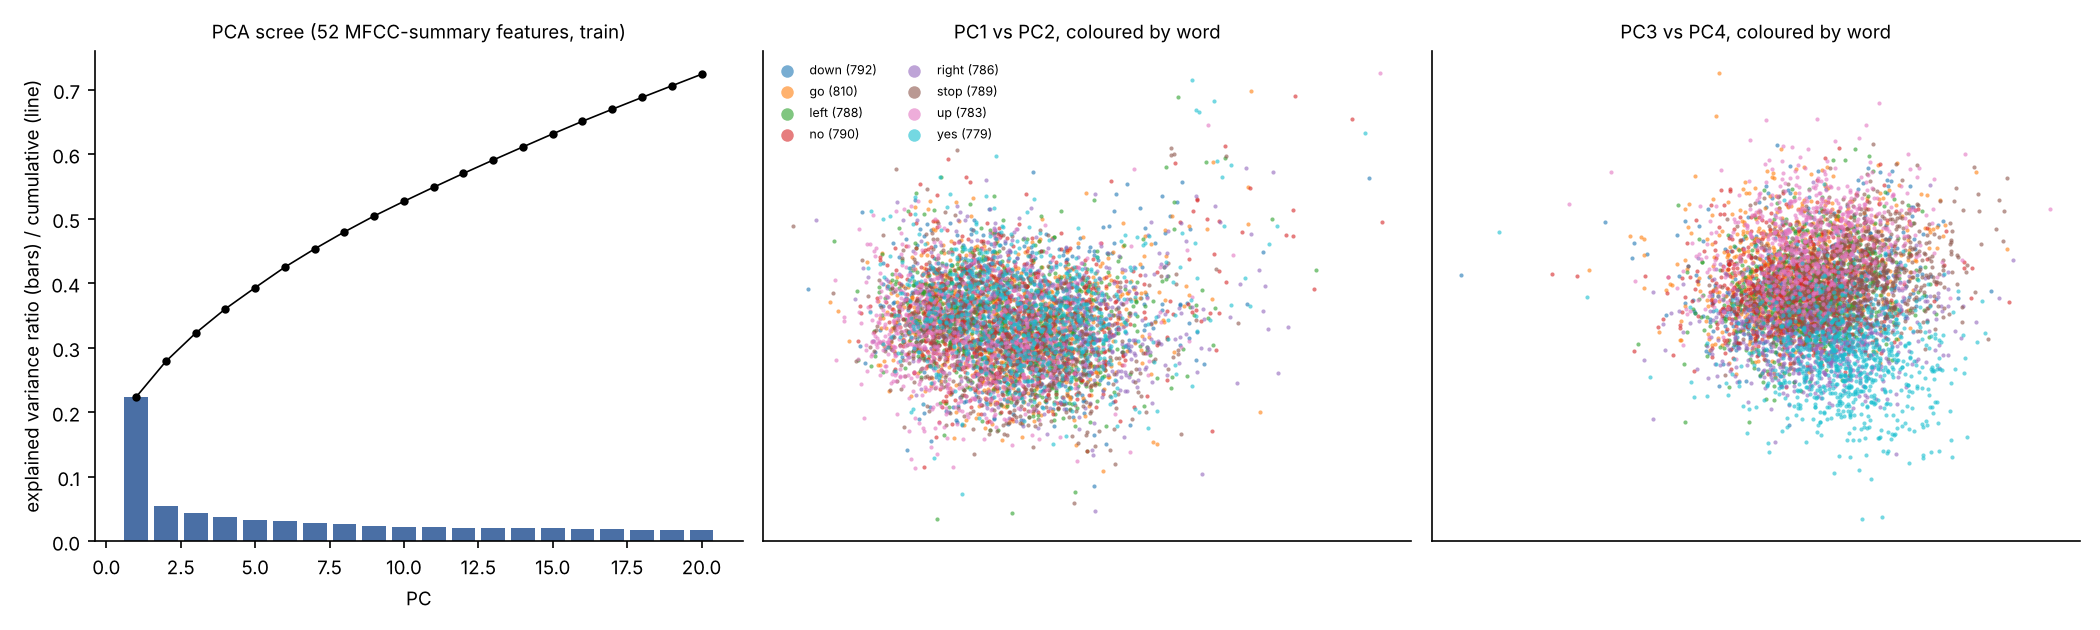 PCA scree (52 MFCC-summary features, train)
explained variance ratio (bars) / cumulative (line)
0.7
0.6
0.5
0.4
0.3
0.2
0.1
0.0
0.0 2.5 5.0 7.5 10.0 12.5 15.0 17.5 20.0
PC
PC1 vs PC2, coloured by word
down (792) right (786)
go (810) stop (789)
left (788) up (783)
no (790) yes (779)
PC3 vs PC4, coloured by word